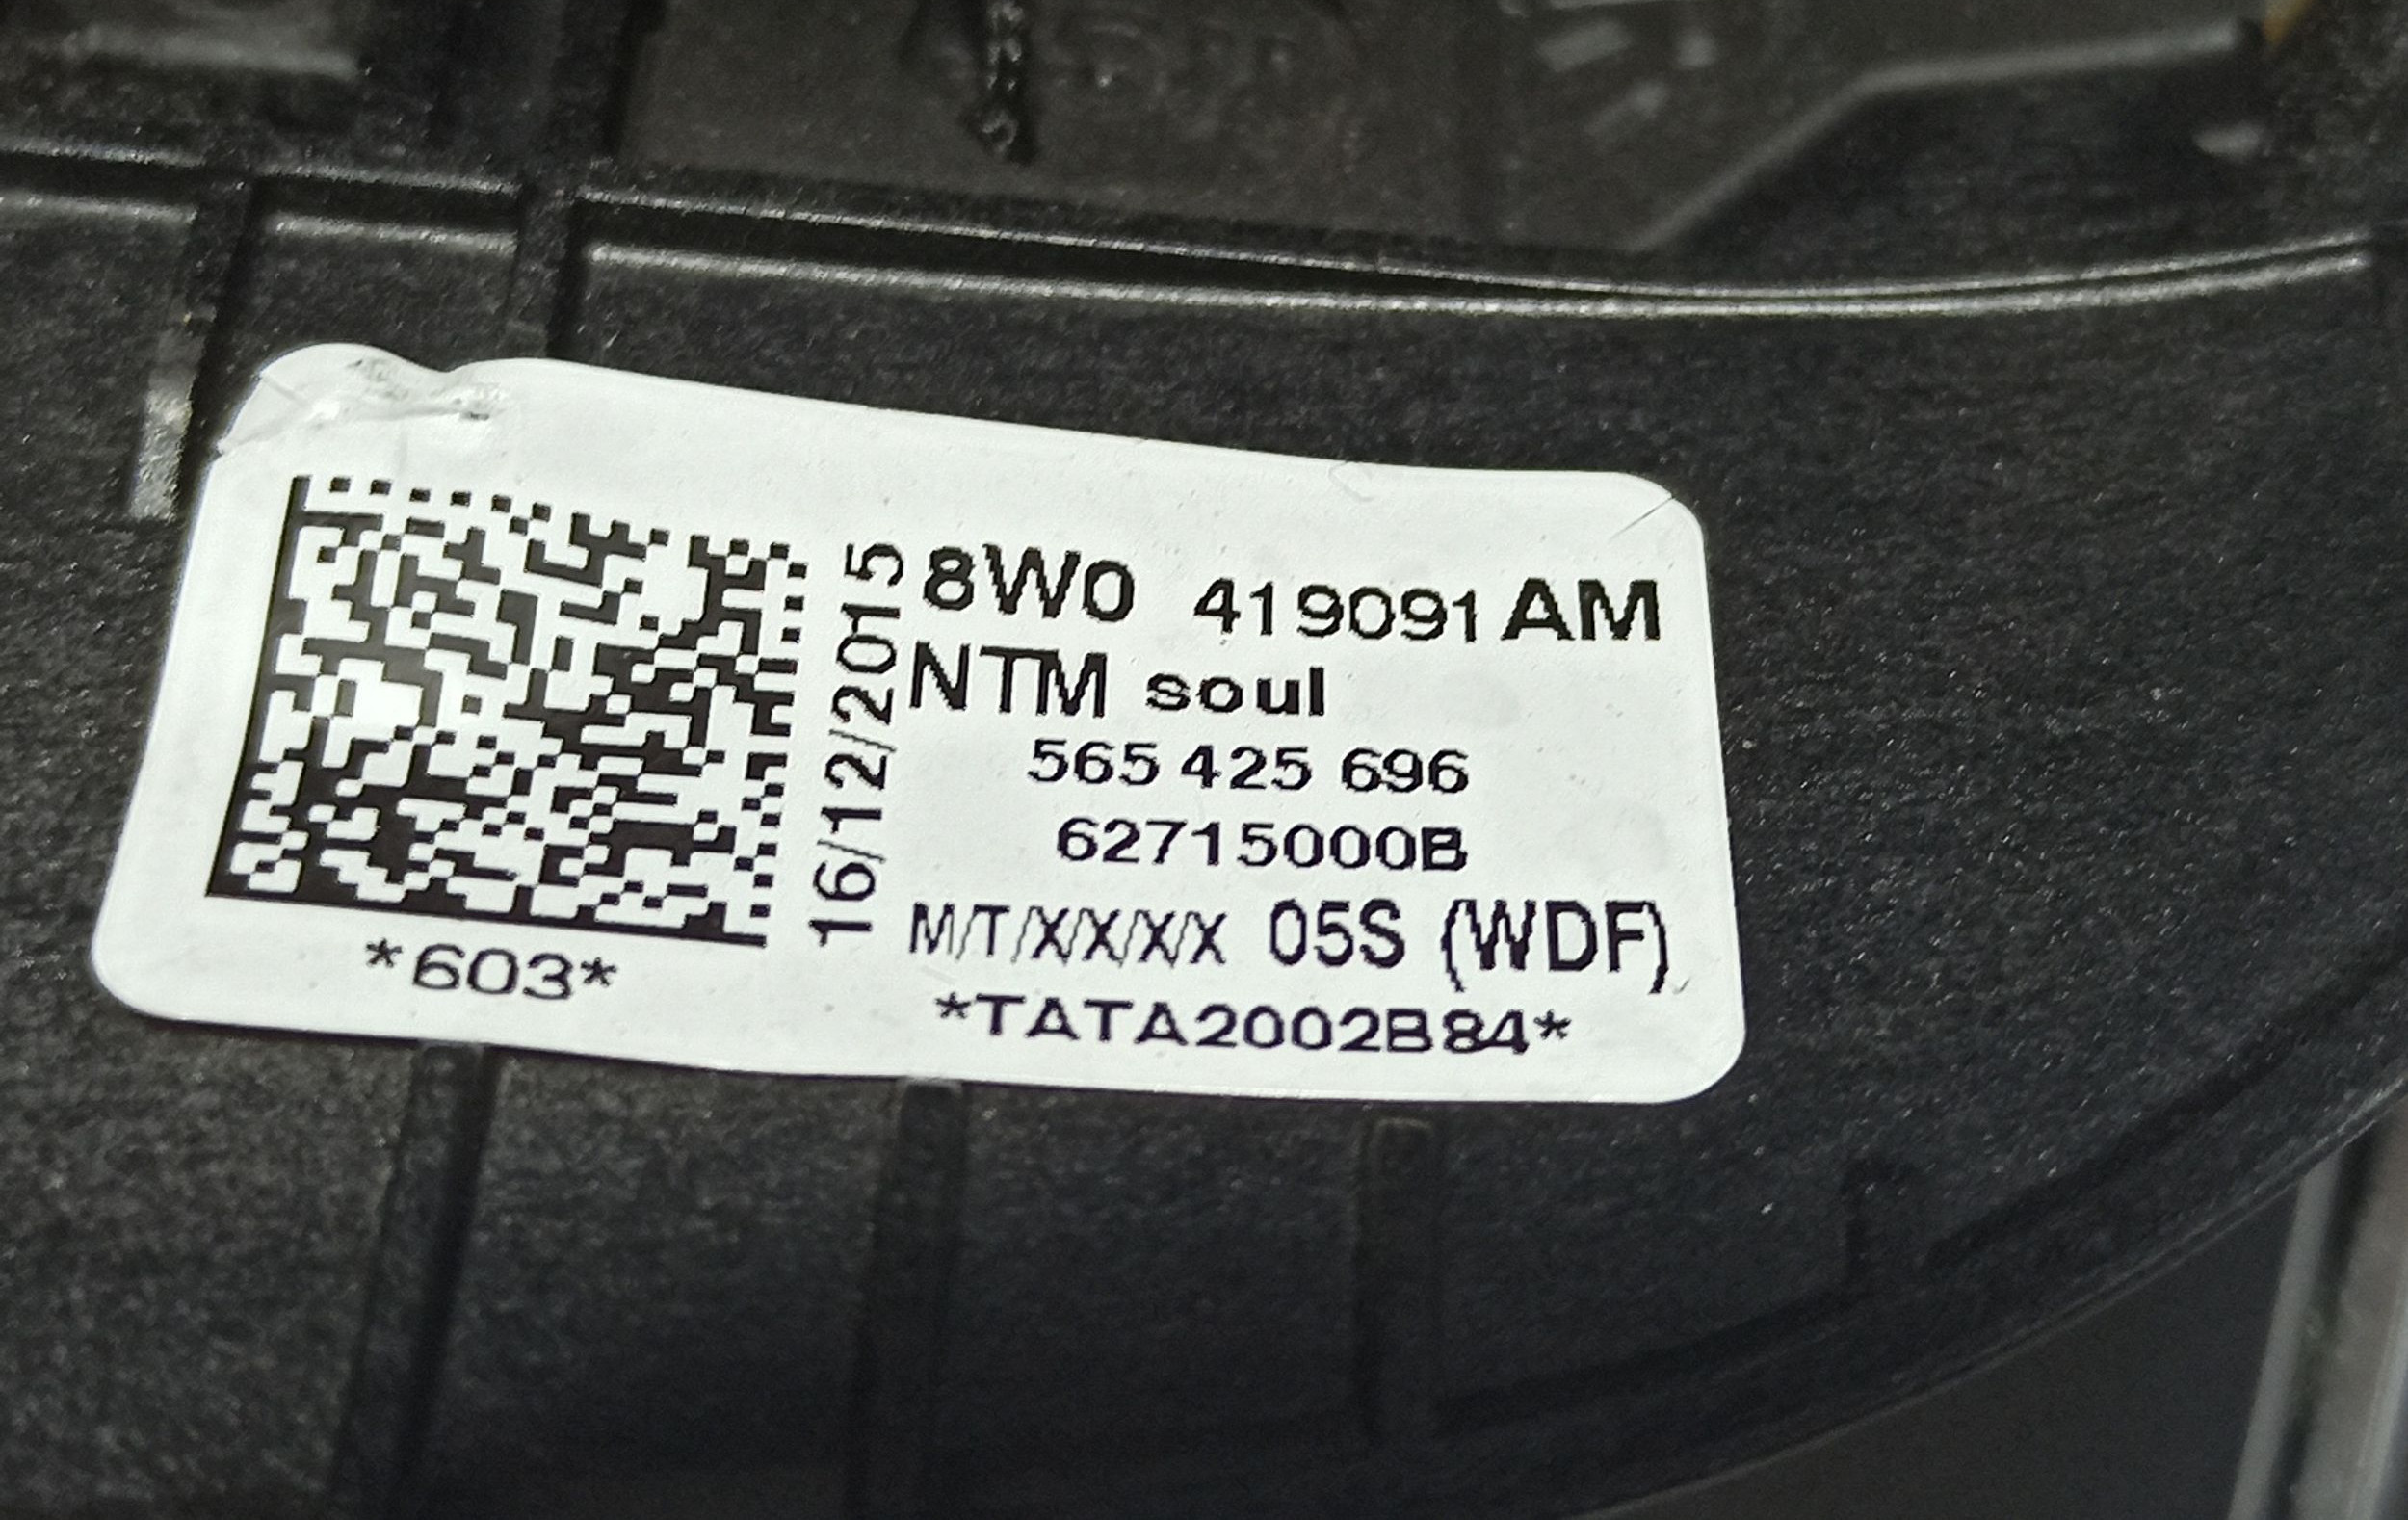 16/12/2015
8W0 419091 AM
NTM soul
565 425 696
62715000B
M/T/X/X/X/X 05S (WDF)
*603*
*TATA2002B84*